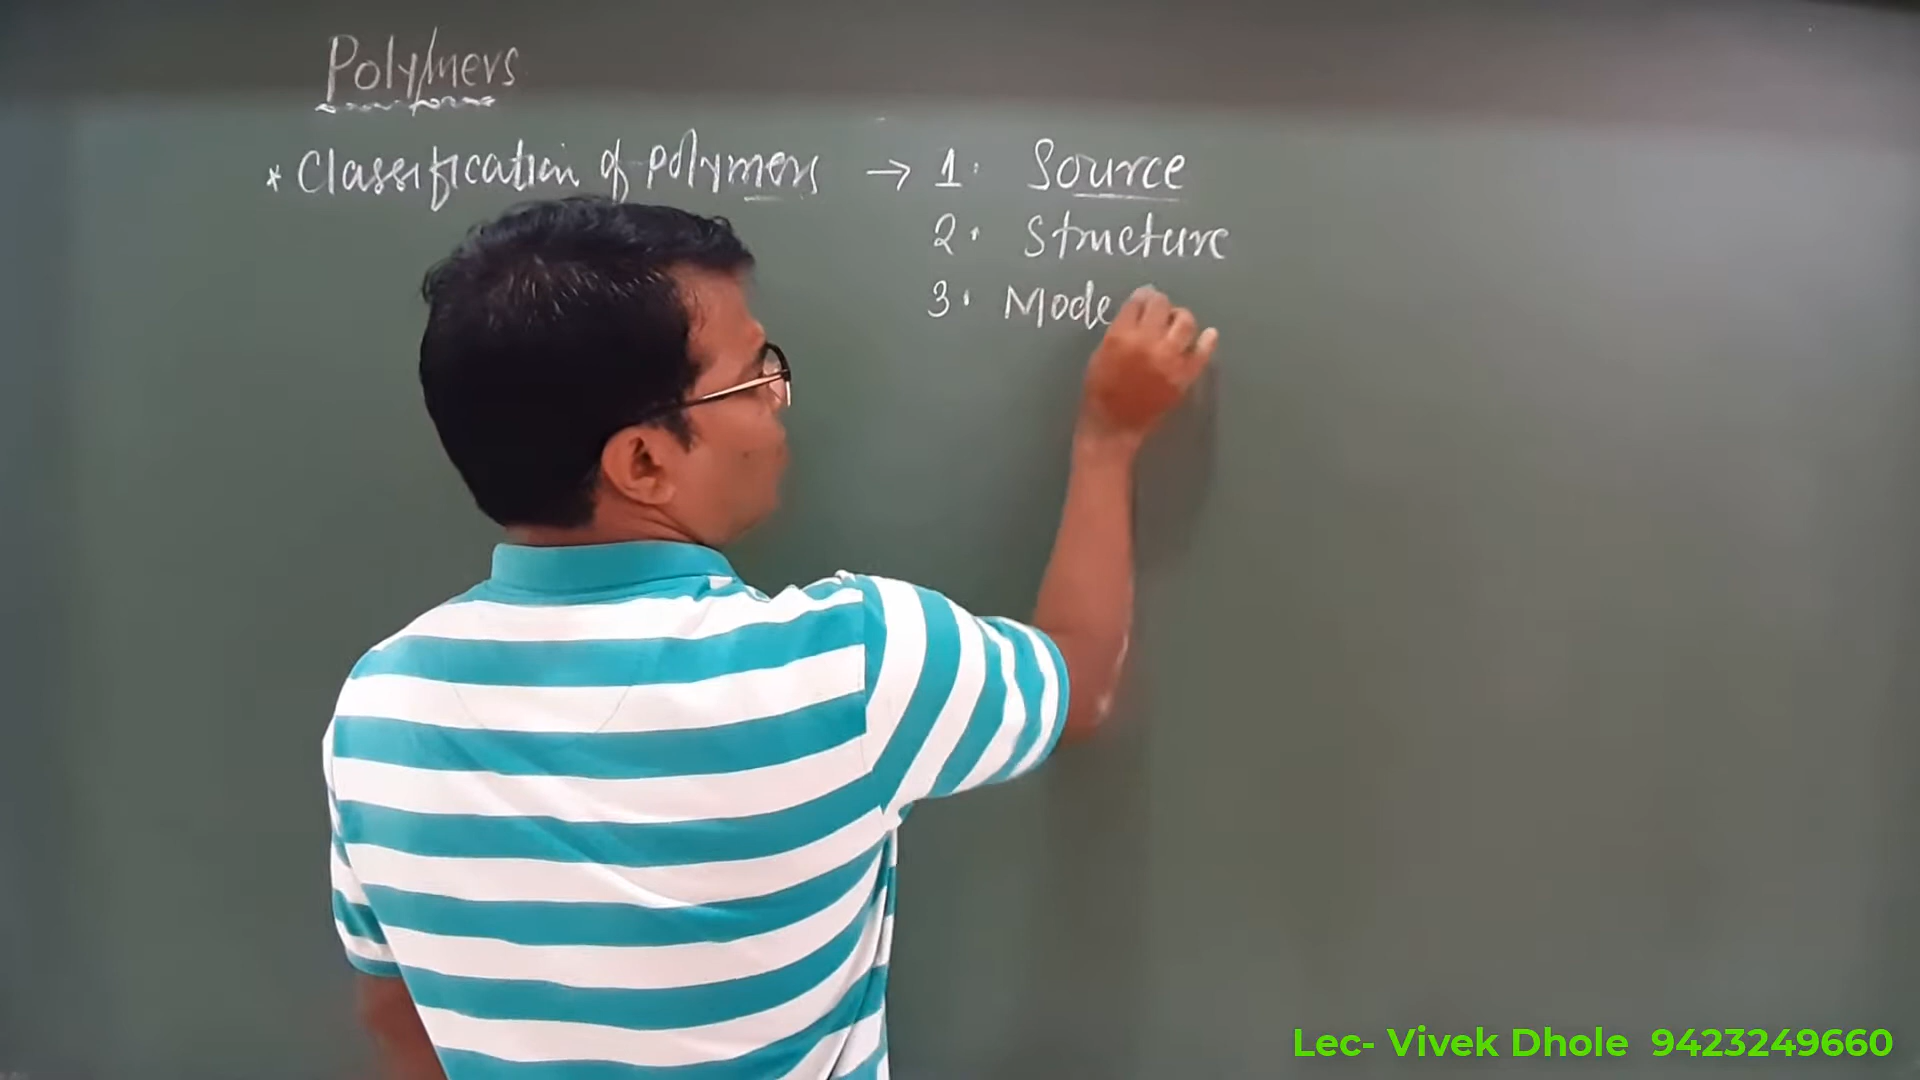 Polymers
* Classification of polymers → 1. Source
2. Structure
3. Mode
Lec- Vivek Dhole 9423249660